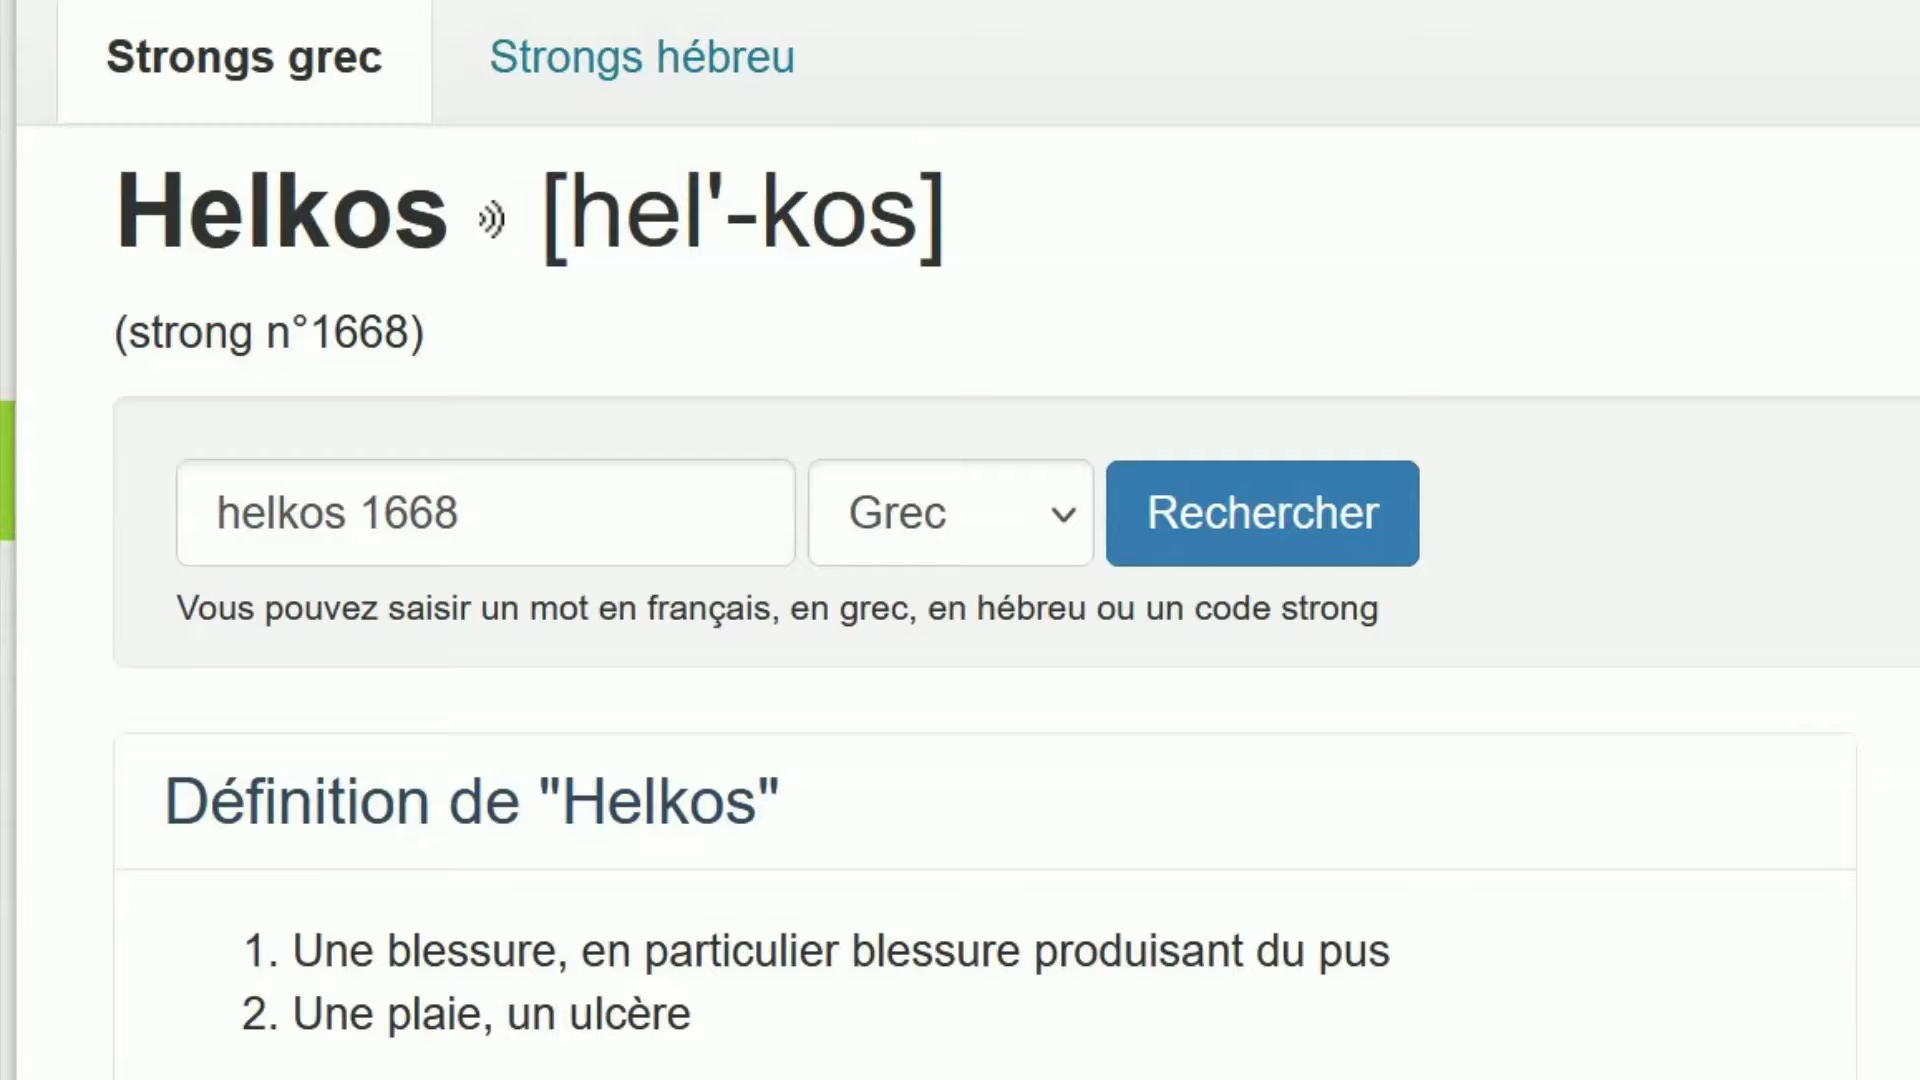 Strongs grec Strongs hébreu
Helkos [hel'-kos]
(strong n°1668)
helkos 1668 Grec Rechercher
Vous pouvez saisir un mot en français, en grec, en hébreu ou un code strong
Définition de "Helkos"
1. Une blessure, en particulier blessure produisant du pus
2. Une plaie, un ulcère